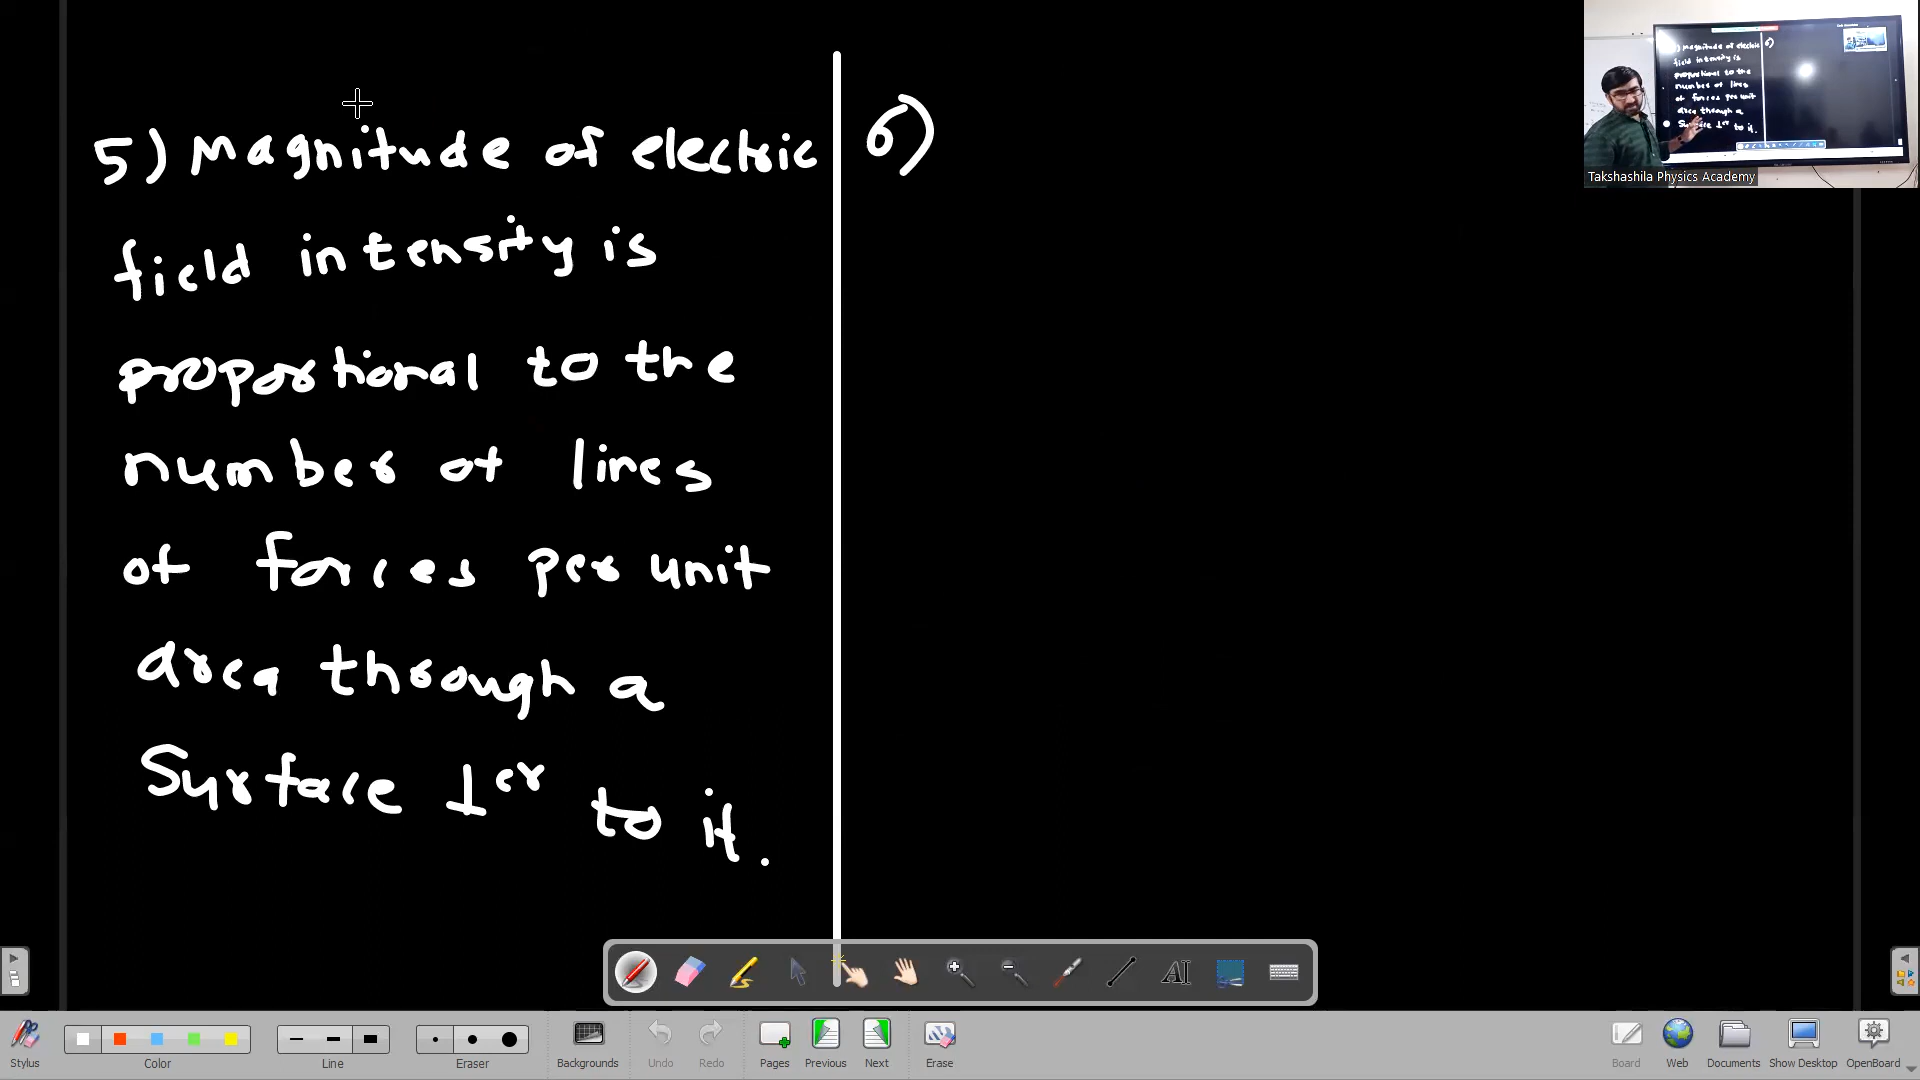 5) Magnitude of electric
field intensity is
proportional to the
number of lines
of forces per unit
area through a
Surface ⊥er to it.
6)
Takshashila Physics Academy
Stylus
Color
Line
Eraser
Backgrounds
Undo
Redo
Pages
Previous
Next
Erase
Board
Web
Documents
Show Desktop
OpenBoard
AI